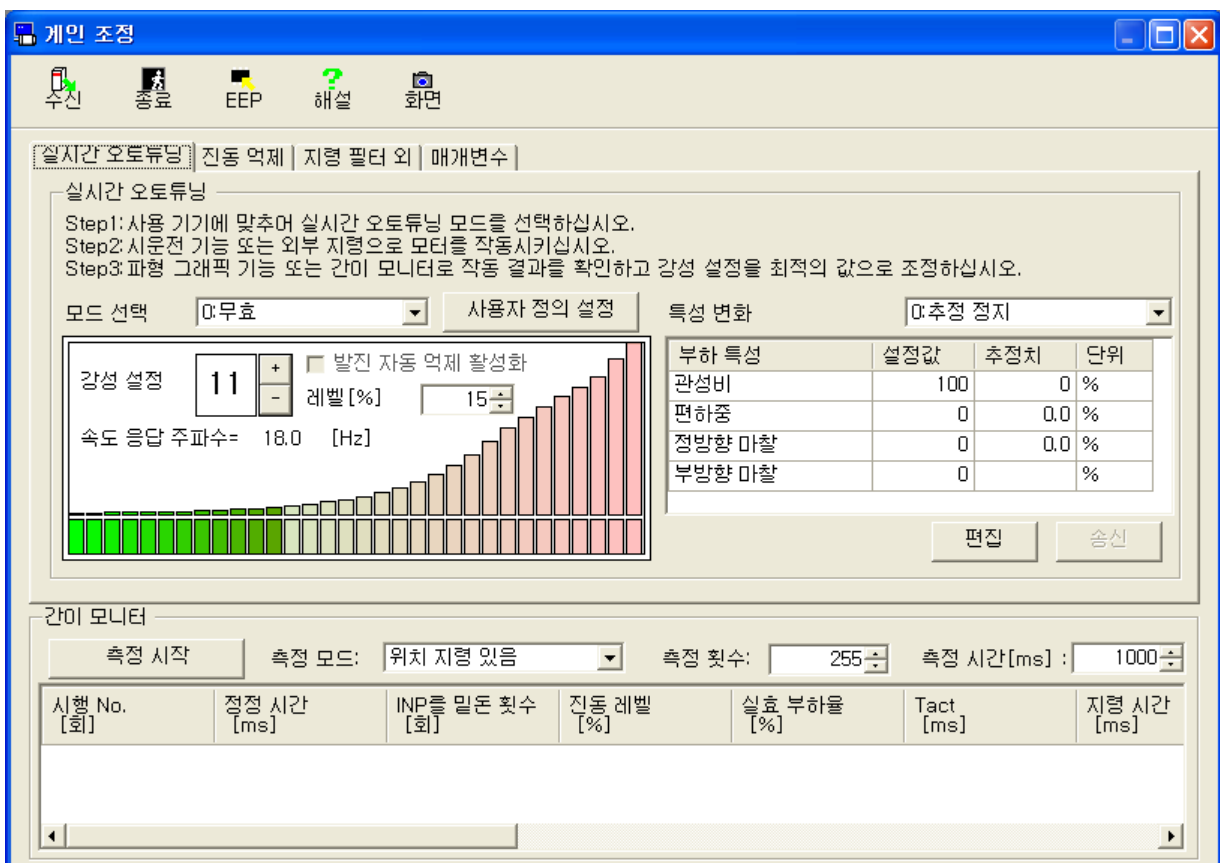 게인 조정
수신 종료 EEP 해설 화면
실시간 오토튜닝 진동 억제 지령 필터 외 매개변수
실시간 오토튜닝
Step1:사용 기기에 맞추어 실시간 오토튜닝 모드를 선택하십시오.
Step2:시운전 기능 또는 외부 지령으로 모터를 작동시키십시오.
Step3:파형 그래픽 기능 또는 간이 모니터로 작동 결과를 확인하고 강성 설정을 최적의 값으로 조정하십시오.
모드 선택 0:무효 사용자 정의 설정 특성 변화 0:추정 정지
강성 설정 11 + - 발진 자동 억제 활성화
레벨[%] 15
속도 응답 주파수= 18.0 [Hz]
부하 특성 설정값 추정치 단위
관성비 100 0 %
편하중 0 0.0 %
정방향 마찰 0 0.0 %
부방향 마찰 0 %
편집 송신
간이 모니터
측정 시작 측정 모드: 위치 지령 있음 측정 횟수: 255 측정 시간[ms] : 1000
시행 No. 정정 시간 INP를 밑돈 횟수 진동 레벨 실효 부하율 Tact 지령 시간
[회] [ms] [회] [%] [%] [ms] [ms]